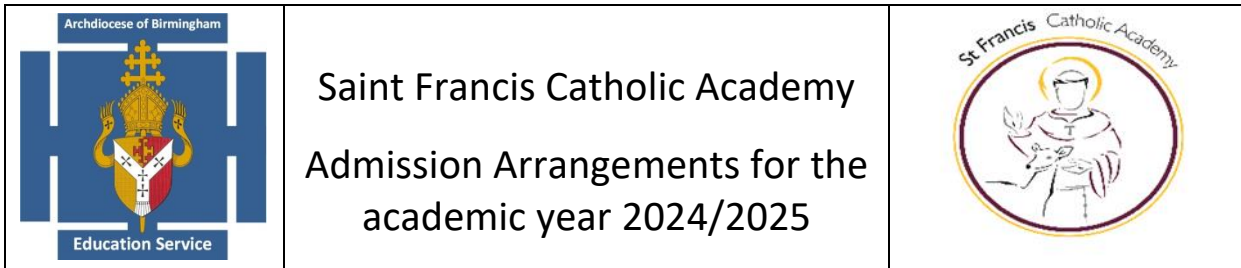 Archdiocese of Birmingham
Education Service
Saint Francis Catholic Academy
Admission Arrangements for the
academic year 2024/2025
St Francis Catholic Academy
T